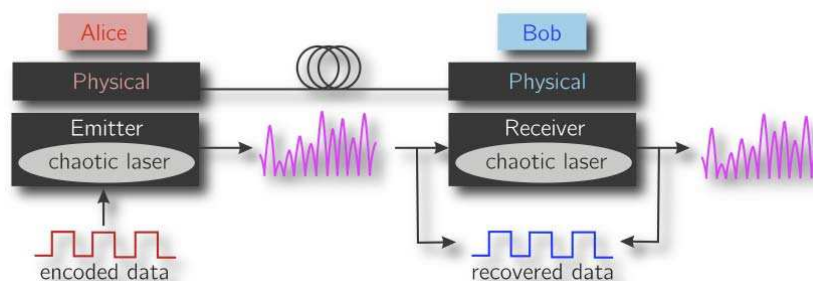 Alice
Bob
Physical
Physical
Emitter
chaotic laser
Receiver
chaotic laser
encoded data
recovered data